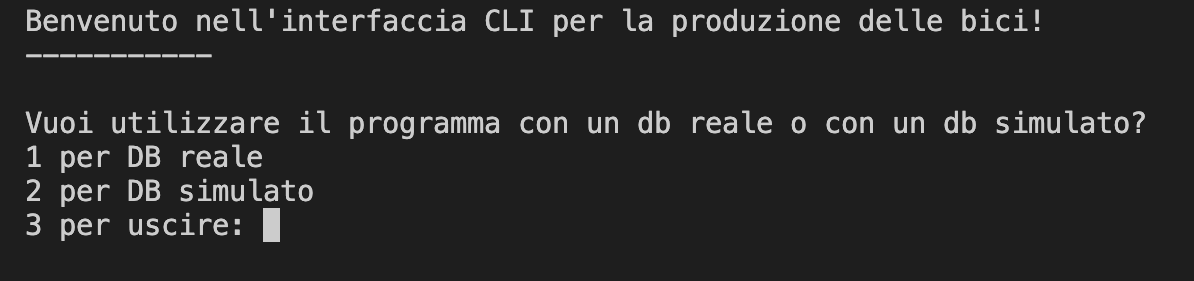 Benvenuto nell'interfaccia CLI per la produzione delle bici!
-----------
Vuoi utilizzare il programma con un db reale o con un db simulato?
1 per DB reale
2 per DB simulato
3 per uscire: